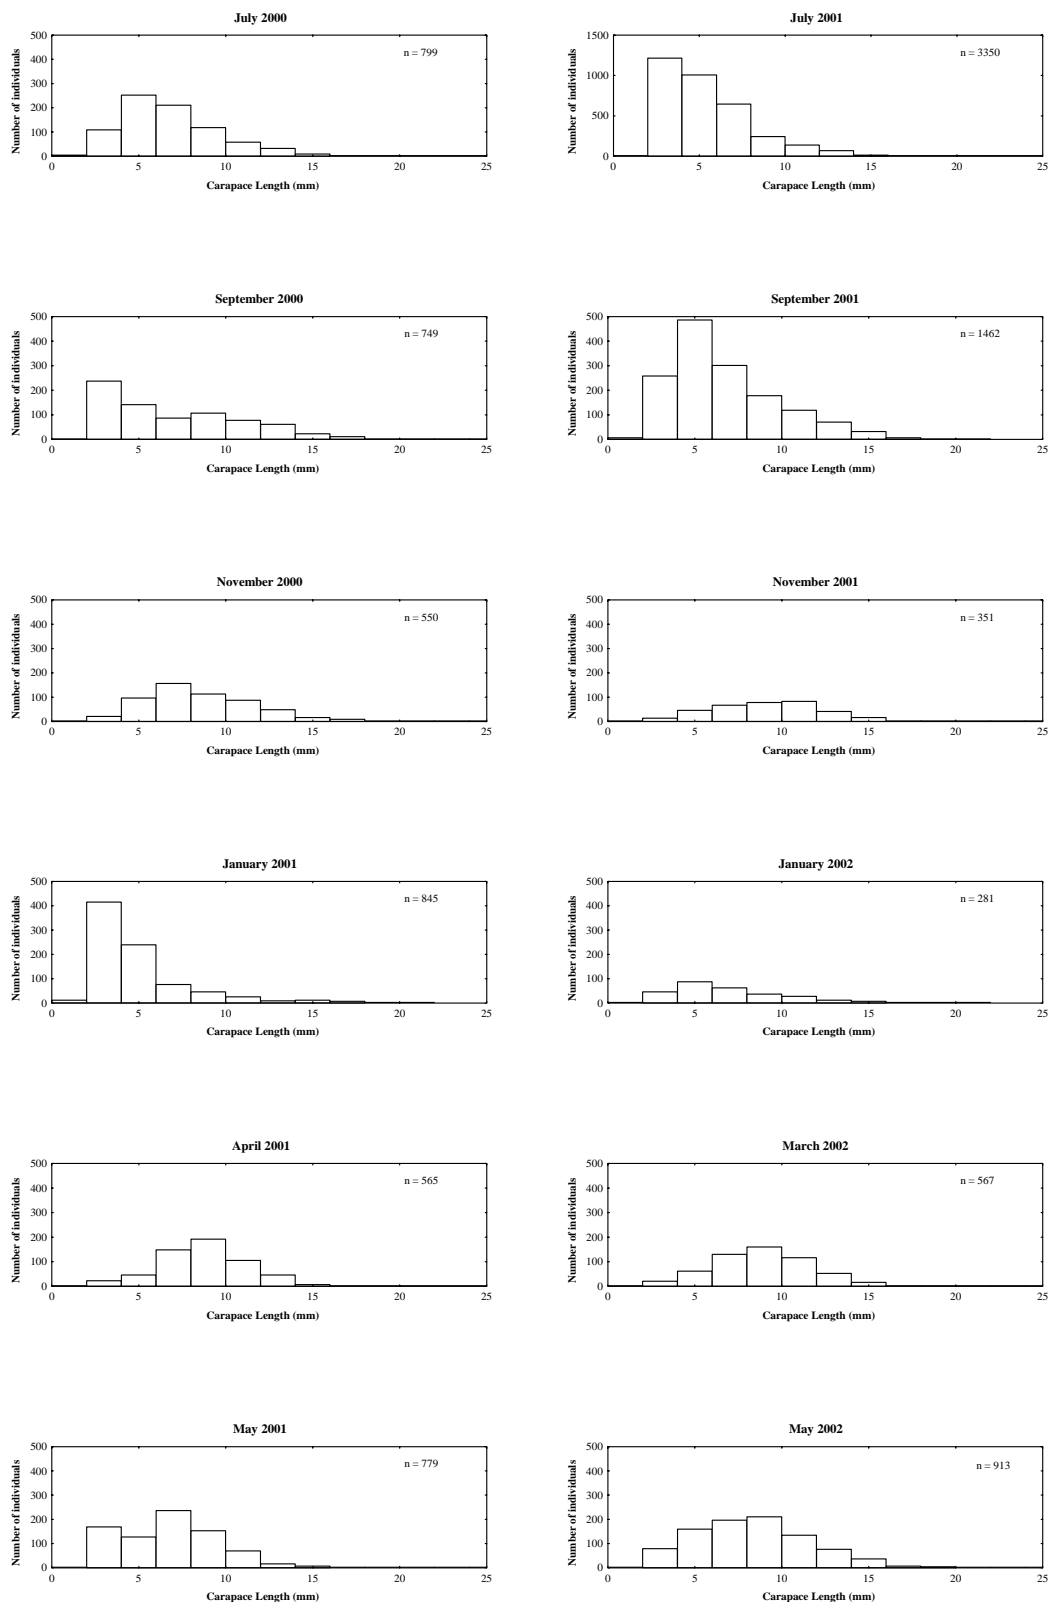 July 2000
Number of individuals
500
400
300
200
100
0
n = 799
0 5 10 15 20 25
Carapace Length (mm)
July 2001
Number of individuals
1500
1000
500
0
n = 3350
0 5 10 15 20 25
Carapace Length (mm)
September 2000
Number of individuals
500
400
300
200
100
0
n = 749
0 5 10 15 20 25
Carapace Length (mm)
September 2001
Number of individuals
500
400
300
200
100
0
n = 1462
0 5 10 15 20 25
Carapace Length (mm)
November 2000
Number of individuals
500
400
300
200
100
0
n = 550
0 5 10 15 20 25
Carapace Length (mm)
November 2001
Number of individuals
500
400
300
200
100
0
n = 351
0 5 10 15 20 25
Carapace Length (mm)
January 2001
Number of individuals
500
400
300
200
100
0
n = 845
0 5 10 15 20 25
Carapace Length (mm)
January 2002
Number of individuals
500
400
300
200
100
0
n = 281
0 5 10 15 20 25
Carapace Length (mm)
April 2001
Number of individuals
500
400
300
200
100
0
n = 565
0 5 10 15 20 25
Carapace Length (mm)
March 2002
Number of individuals
500
400
300
200
100
0
n = 567
0 5 10 15 20 25
Carapace Length (mm)
May 2001
Number of individuals
500
400
300
200
100
0
n = 779
0 5 10 15 20 25
Carapace Length (mm)
May 2002
Number of individuals
500
400
300
200
100
0
n = 913
0 5 10 15 20 25
Carapace Length (mm)